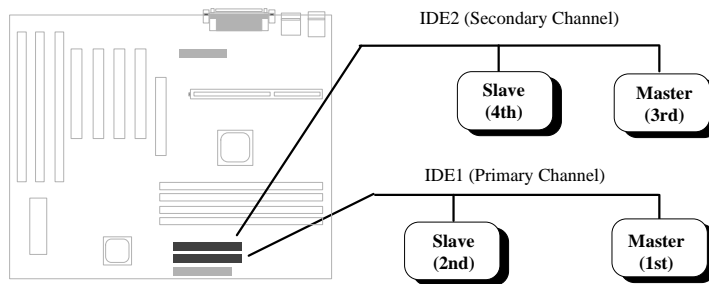 IDE2 (Secondary Channel)
Slave
(4th)
Master
(3rd)
IDE1 (Primary Channel)
Slave
(2nd)
Master
(1st)